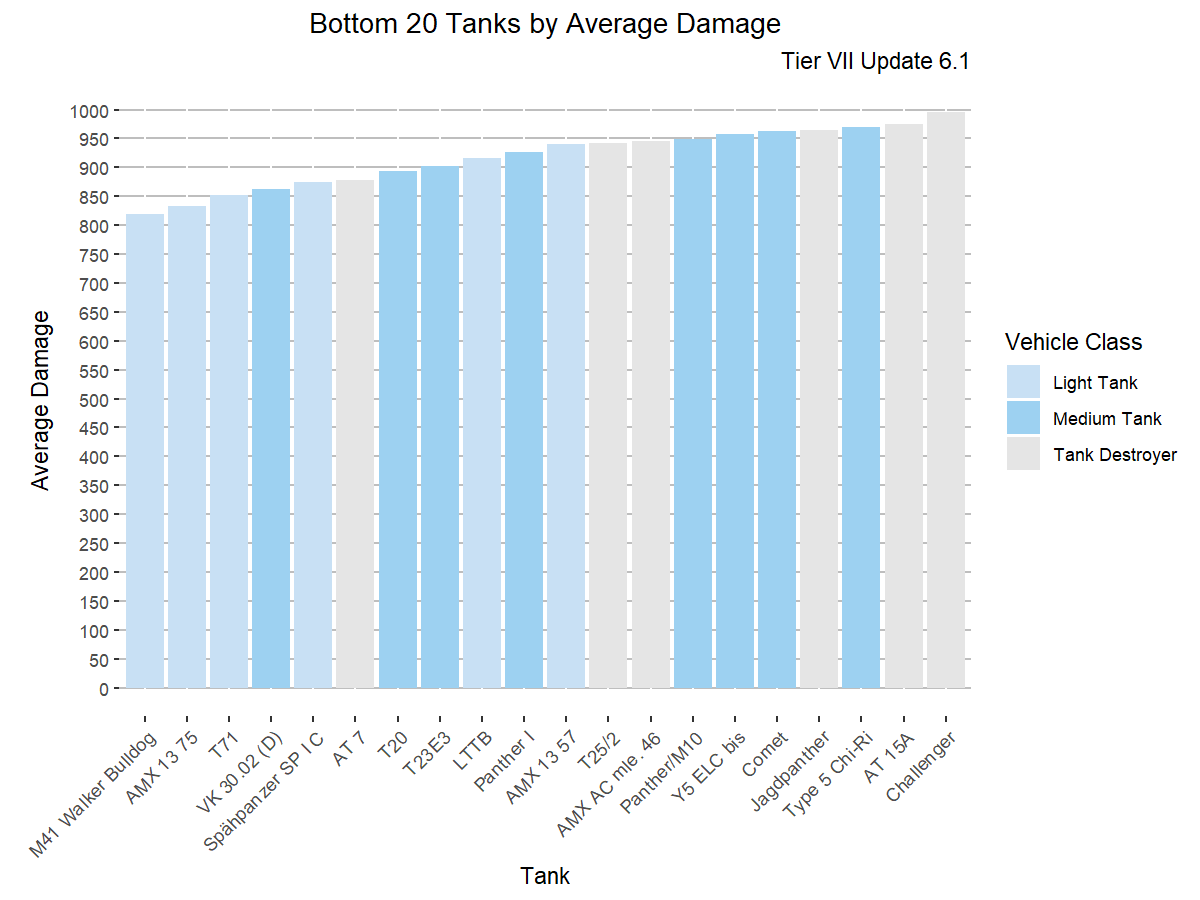 Bottom 20 Tanks by Average Damage
Tier VII Update 6.1
Average Damage
1000
950
900
850
800
750
700
650
600
550
500
450
400
350
300
250
200
150
100
50
0
M41 Walker Bulldog
AMX 13 75
T71
VK 30.02 (D)
Spähpanzer SP I C
AT 7
T20
T23E3
LTTB
Panther I
AMX 13 57
T25/2
AMX AC mle. 46
Panther/M10
Y5 ELC bis
Comet
Jagdpanther
Type 5 Chi-Ri
AT 15A
Challenger
Tank
Vehicle Class
Light Tank
Medium Tank
Tank Destroyer